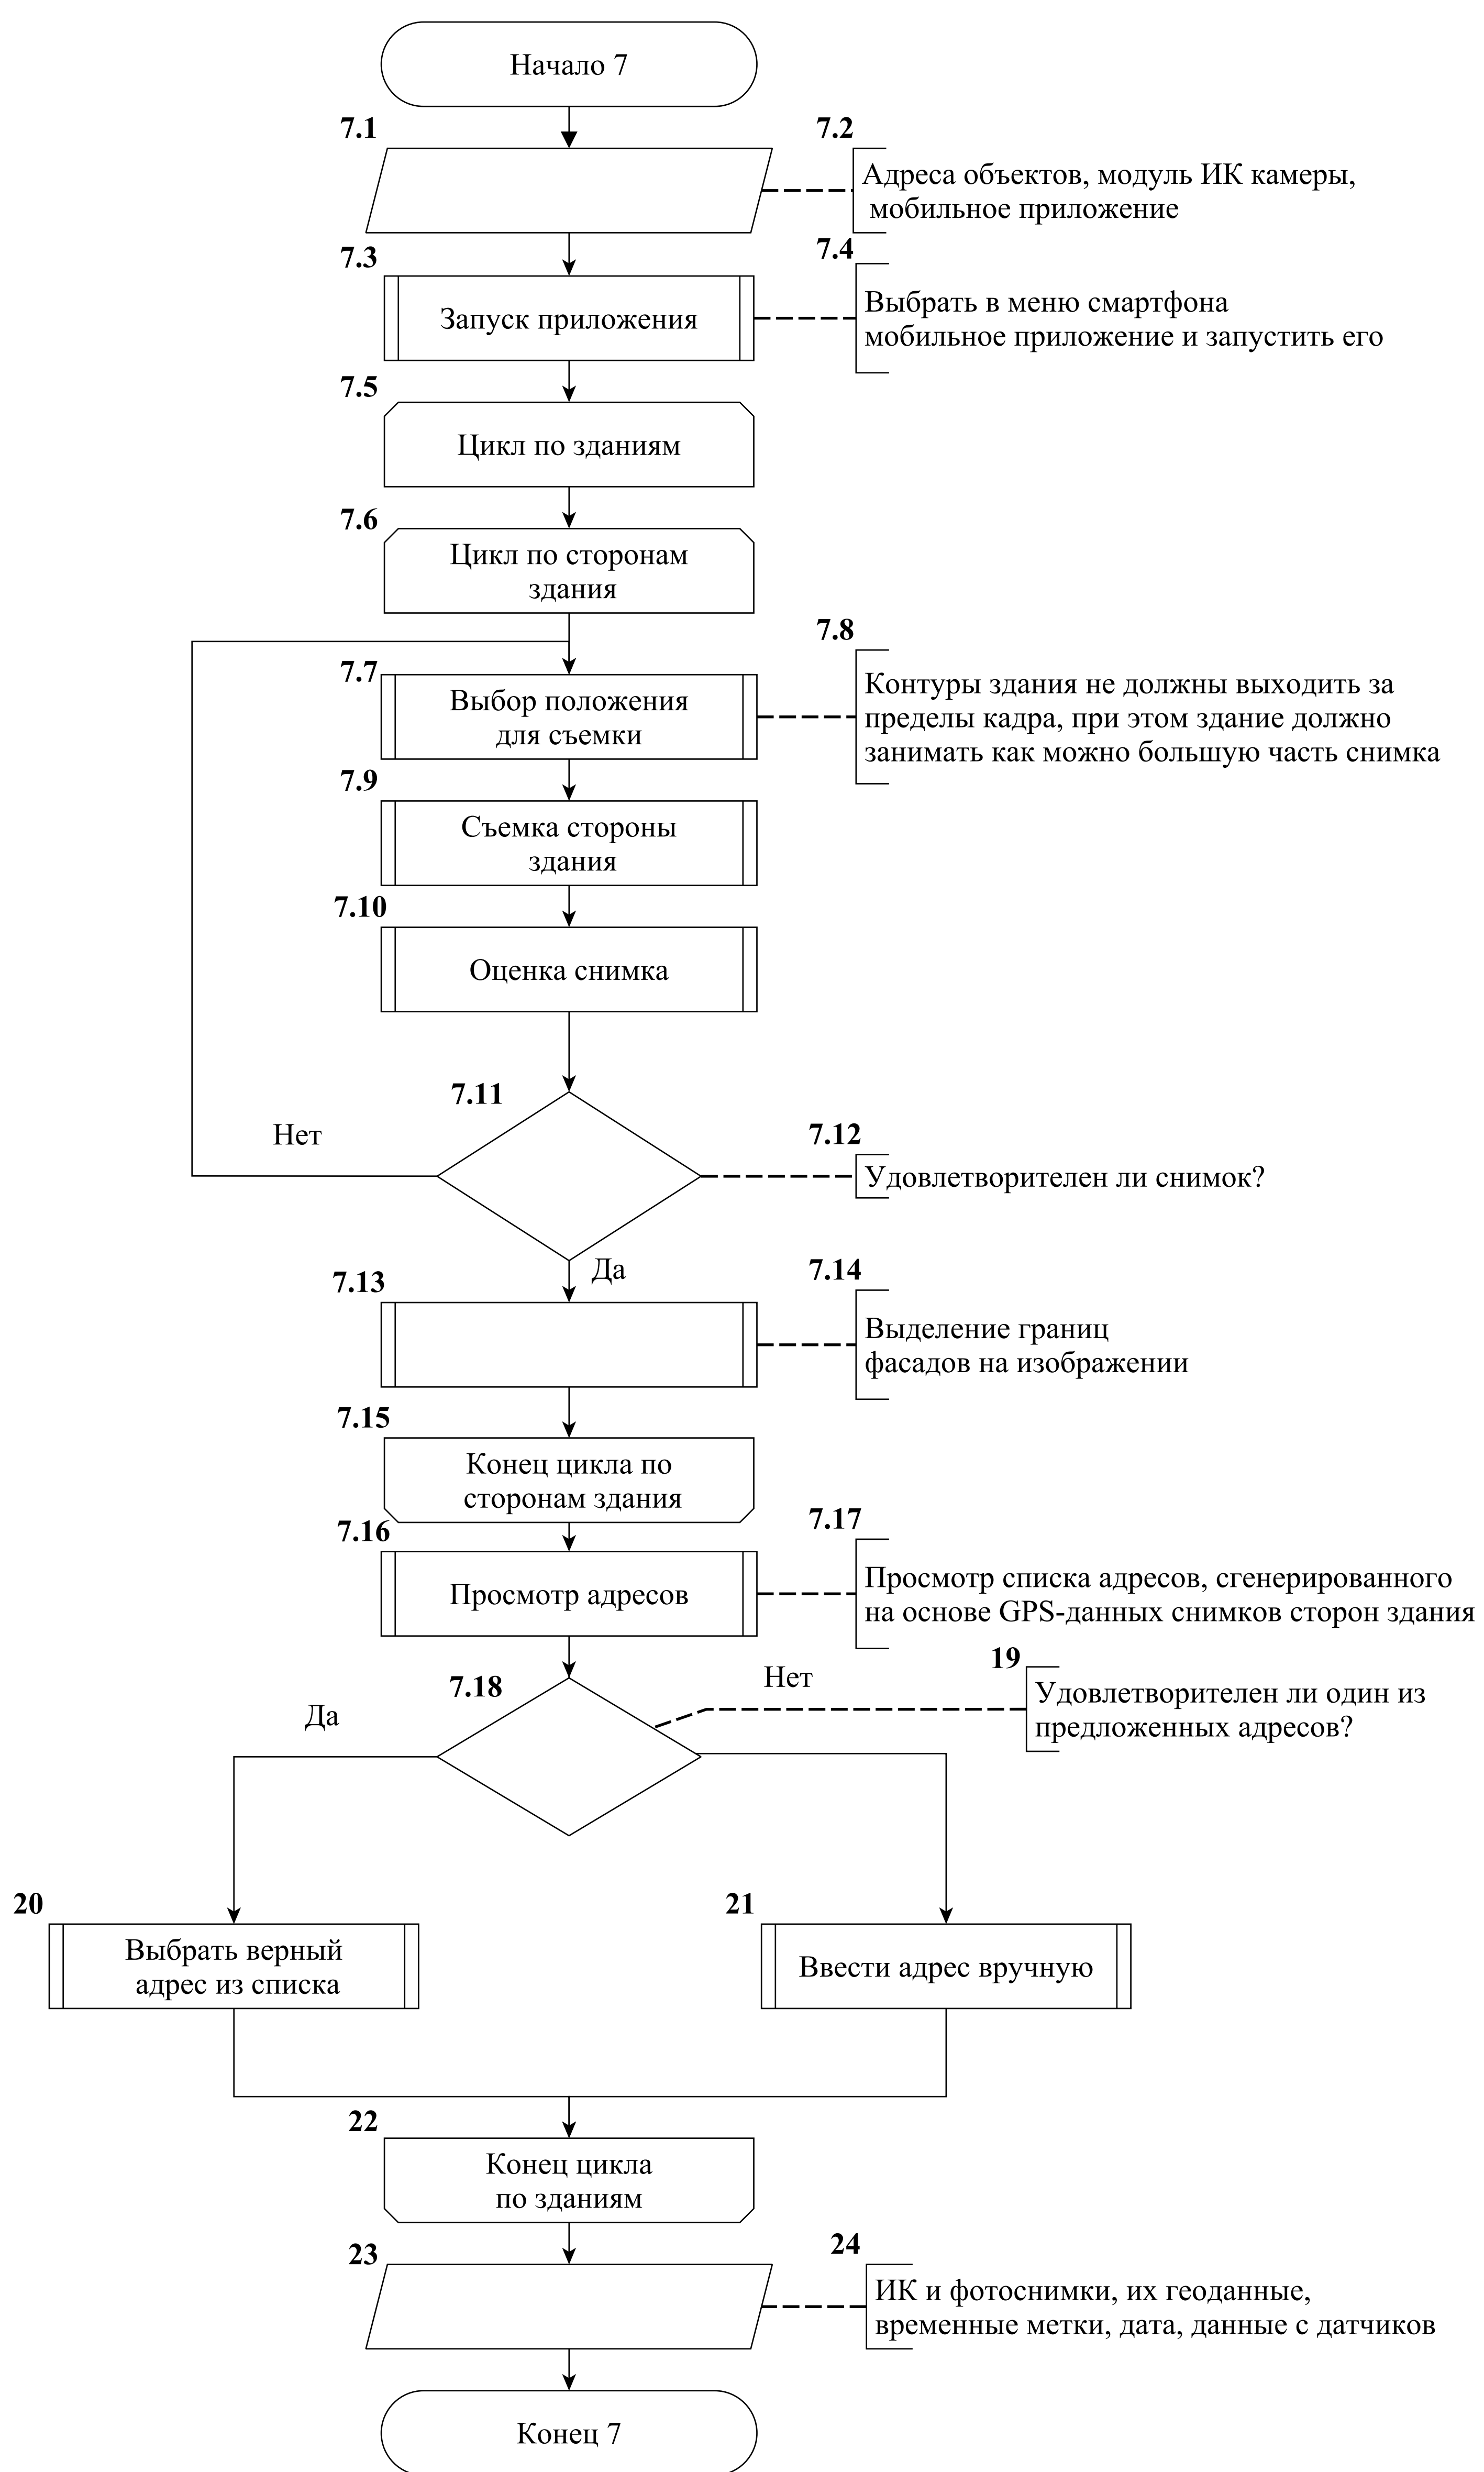 Начало 7
7.1
7.2
Адреса объектов, модуль ИК камеры,
мобильное приложение
7.3
Запуск приложения
7.4
Выбрать в меню смартфона
мобильное приложение и запустить его
7.5
Цикл по зданиям
7.6
Цикл по сторонам
здания
7.7
Выбор положения
для съемки
7.8
Контуры здания не должны выходить за
пределы кадра, при этом здание должно
занимать как можно большую часть снимка
7.9
Съемка стороны
здания
7.10
Оценка снимка
7.11
Нет
7.12
Удовлетворителен ли снимок?
Да
7.13
7.14
Выделение границ
фасадов на изображении
7.15
Конец цикла по
сторонам здания
7.16
Просмотр адресов
7.17
Просмотр списка адресов, сгенерированного
на основе GPS-данных снимков сторон здания
7.18
Да
Нет
19
Удовлетворителен ли один из
предложенных адресов?
20
Выбрать верный
адрес из списка
21
Ввести адрес вручную
22
Конец цикла
по зданиям
23
24
ИК и фотоснимки, их геоданные,
временные метки, дата, данные с датчиков
Конец 7